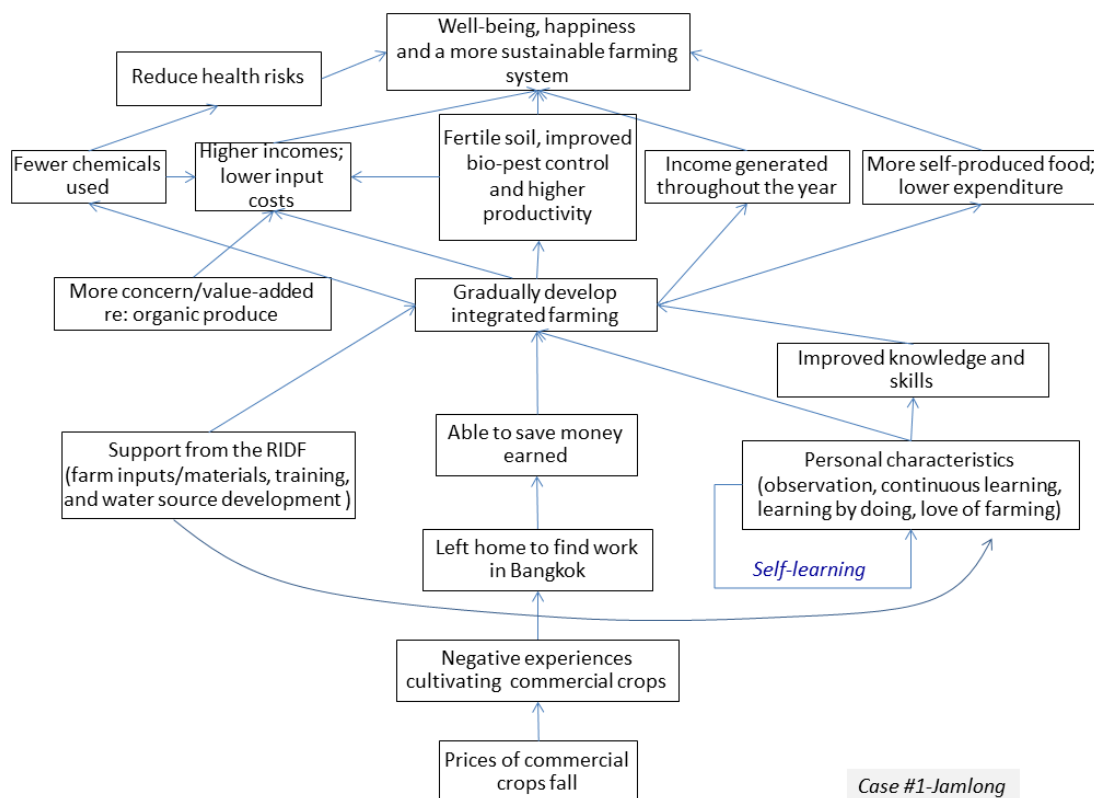 Well-being, happiness
and a more sustainable farming
system
Reduce health risks
Fewer chemicals
used
Higher incomes;
lower input
costs
Fertile soil, improved
bio-pest control
and higher
productivity
Income generated
throughout the year
More self-produced food;
lower expenditure
More concern/value-added
re: organic produce
Gradually develop
integrated farming
Improved knowledge and
skills
Support from the RIDF
(farm inputs/materials, training,
and water source development )
Able to save money
earned
Personal characteristics
(observation, continuous learning,
learning by doing, love of farming)
Left home to find work
in Bangkok
Self-learning
Negative experiences
cultivating commercial crops
Prices of commercial
crops fall
Case #1-Jamlong